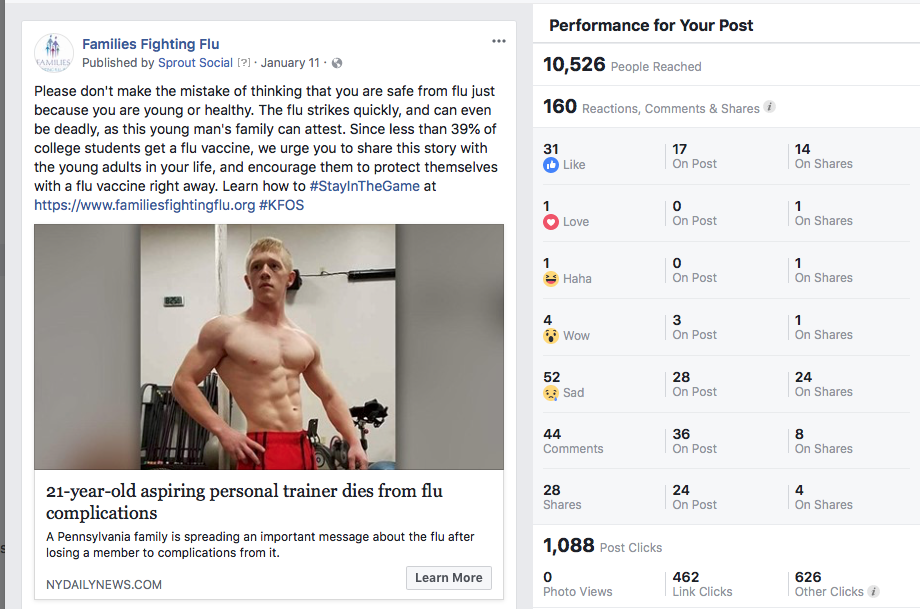 Families Fighting Flu
Published by Sprout Social [?] · January 11 ·
Please don't make the mistake of thinking that you are safe from flu just
because you are young or healthy. The flu strikes quickly, and can even
be deadly, as this young man's family can attest. Since less than 39% of
college students get a flu vaccine, we urge you to share this story with
the young adults in your life, and encourage them to protect themselves
with a flu vaccine right away. Learn how to #StayInTheGame at
https://www.familiesfightingflu.org #KFOS
21-year-old aspiring personal trainer dies from flu
complications
A Pennsylvania family is spreading an important message about the flu after
losing a member to complications from it.
NYDAILYNEWS.COM
Learn More
Performance for Your Post
10,526 People Reached
160 Reactions, Comments & Shares i
31 17 14
Like On Post On Shares
1 0 1
Love On Post On Shares
1 0 1
Haha On Post On Shares
4 3 1
Wow On Post On Shares
52 28 24
Sad On Post On Shares
44 36 8
Comments On Post On Shares
28 24 4
Shares On Post On Shares
1,088 Post Clicks
0 462 626
Photo Views Link Clicks Other Clicks i